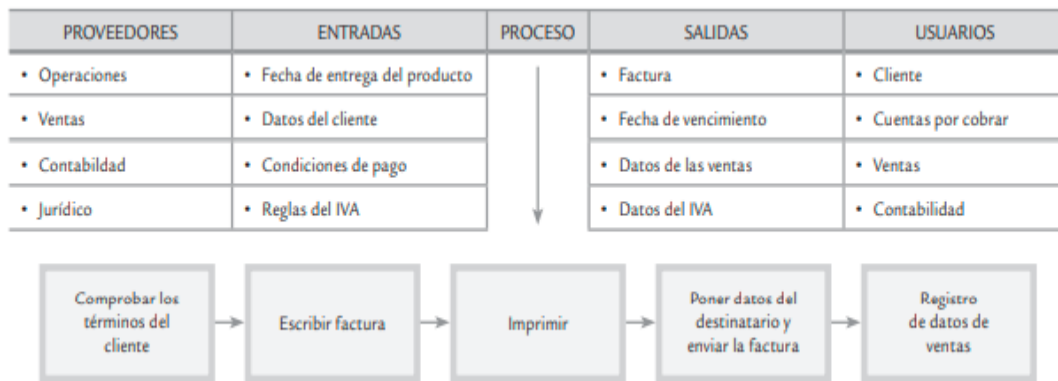 PROVEEDORES ENTRADAS PROCESO SALIDAS USUARIOS
• Operaciones • Fecha de entrega del producto • Factura • Cliente
• Ventas • Datos del cliente • Fecha de vencimiento • Cuentas por cobrar
• Contabildad • Condiciones de pago • Datos de las ventas • Ventas
• Jurídico • Reglas del IVA • Datos del IVA • Contabilidad
Comprobar los
términos del
cliente
Escribir factura
Imprimir
Poner datos del
destinatario y
enviar la factura
Registro
de datos de
ventas